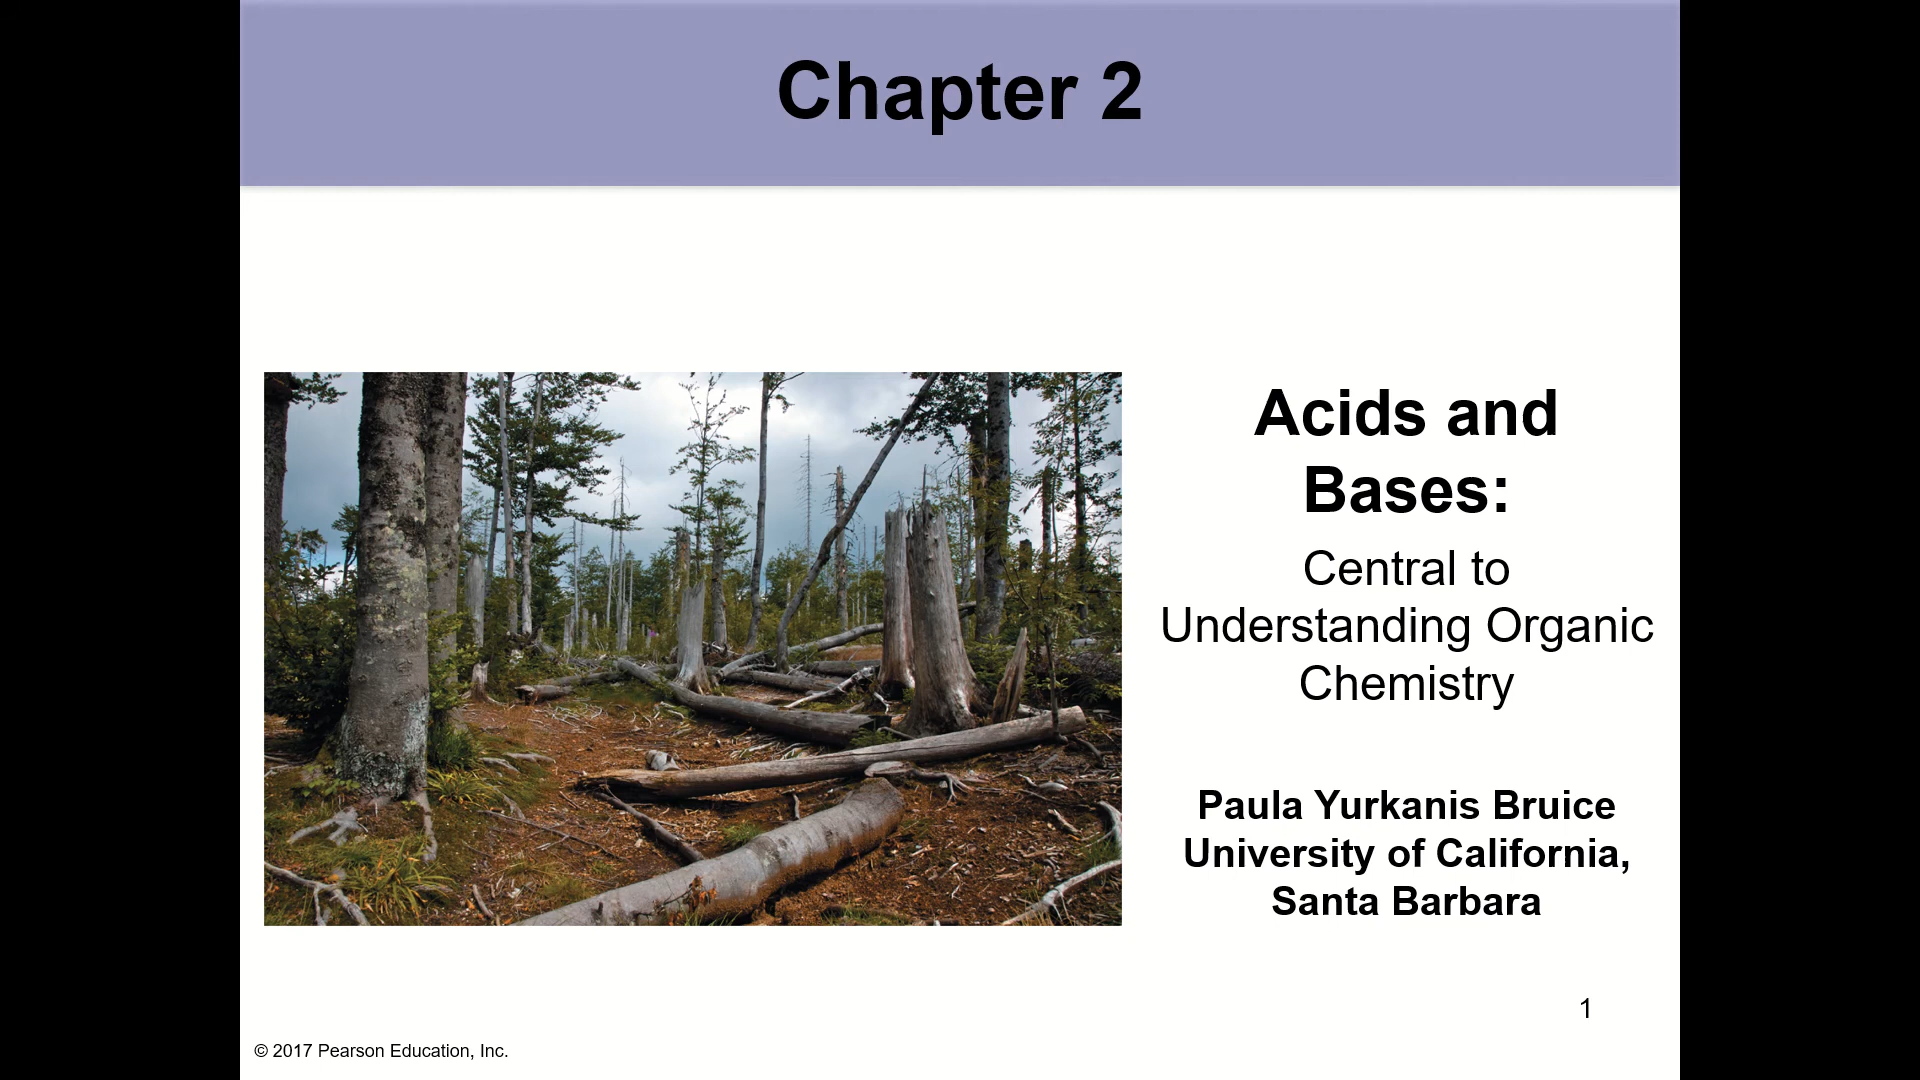 Chapter 2
Acids and
Bases:
Central to
Understanding Organic
Chemistry
Paula Yurkanis Bruice
University of California,
Santa Barbara
1
© 2017 Pearson Education, Inc.